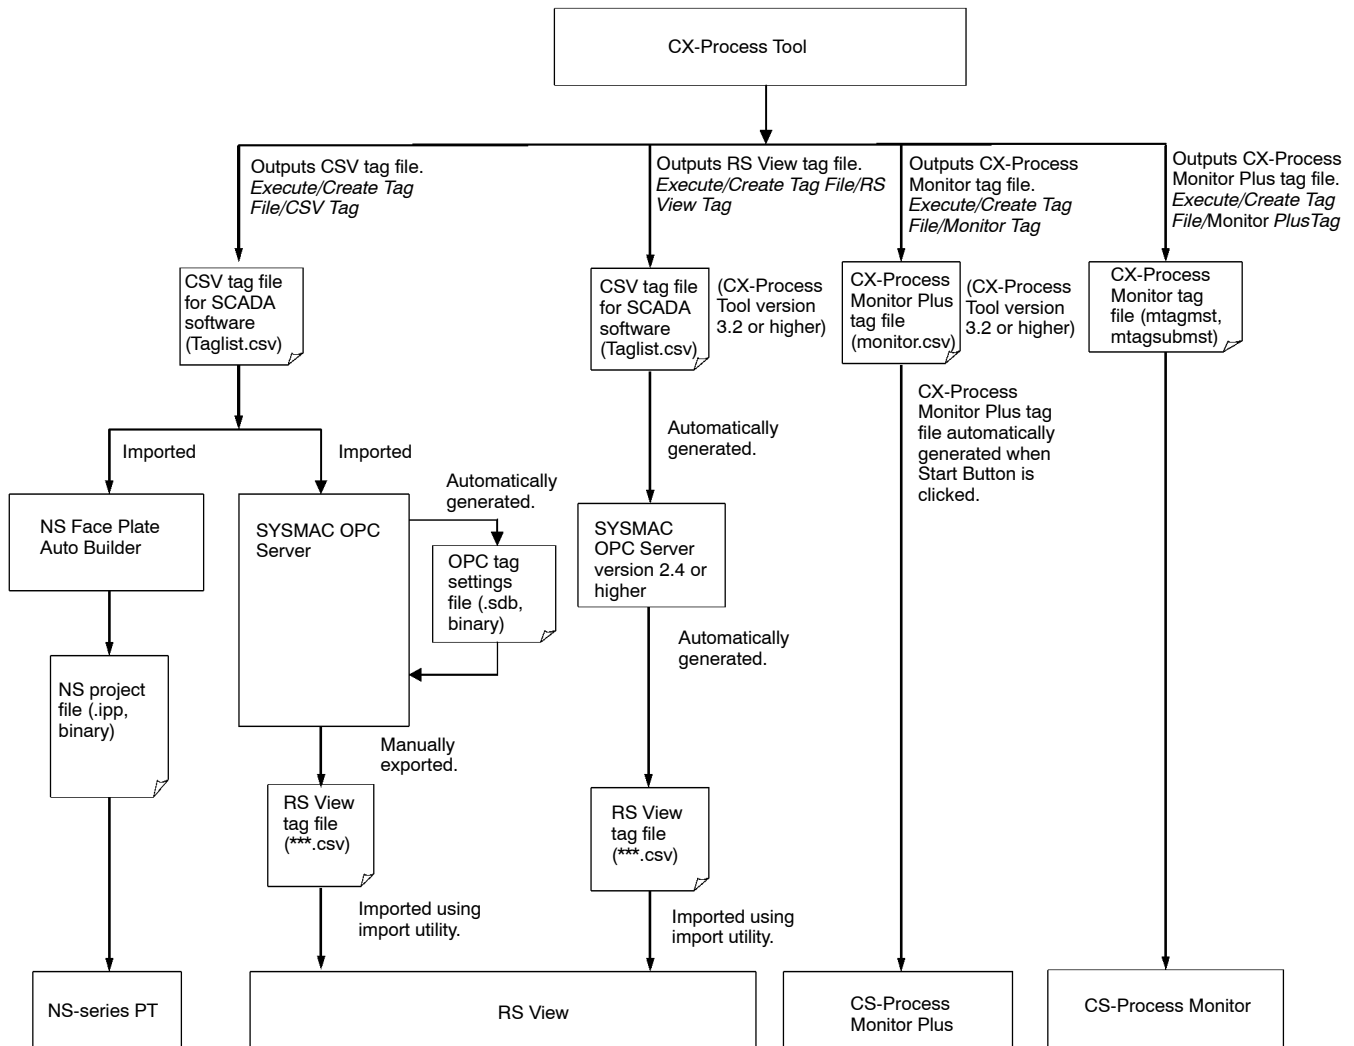 CX-Process Tool
Outputs CSV tag file.
Execute/Create Tag
File/CSV Tag
Outputs RS View tag file.
Execute/Create Tag File/RS
View Tag
Outputs CX-Process
Monitor tag file.
Execute/Create Tag
File/Monitor Tag
Outputs CX-Process
Monitor Plus tag file.
Execute/Create Tag
File/Monitor PlusTag
CSV tag file
for SCADA
software
(Taglist.csv)
CSV tag file
for SCADA
software
(Taglist.csv)
(CX-Process
Tool version
3.2 or higher)
CX-Process
Monitor Plus
tag file
(monitor.csv)
(CX-Process
Tool version
3.2 or higher)
CX-Process
Monitor tag
file (mtagmst,
mtagsubmst)
Imported
Imported
Automatically
generated.
Automatically
generated.
CX-Process
Monitor Plus tag
file automatically
generated when
Start Button is
clicked.
NS Face Plate
Auto Builder
SYSMAC OPC
Server
OPC tag
settings
file (.sdb,
binary)
SYSMAC
OPC Server
version 2.4 or
higher
Automatically
generated.
NS project
file (.ipp,
binary)
Manually
exported.
RS View
tag file
(***.csv)
RS View
tag file
(***.csv)
Imported using
import utility.
Imported using
import utility.
NS-series PT
RS View
CS-Process
Monitor Plus
CS-Process Monitor